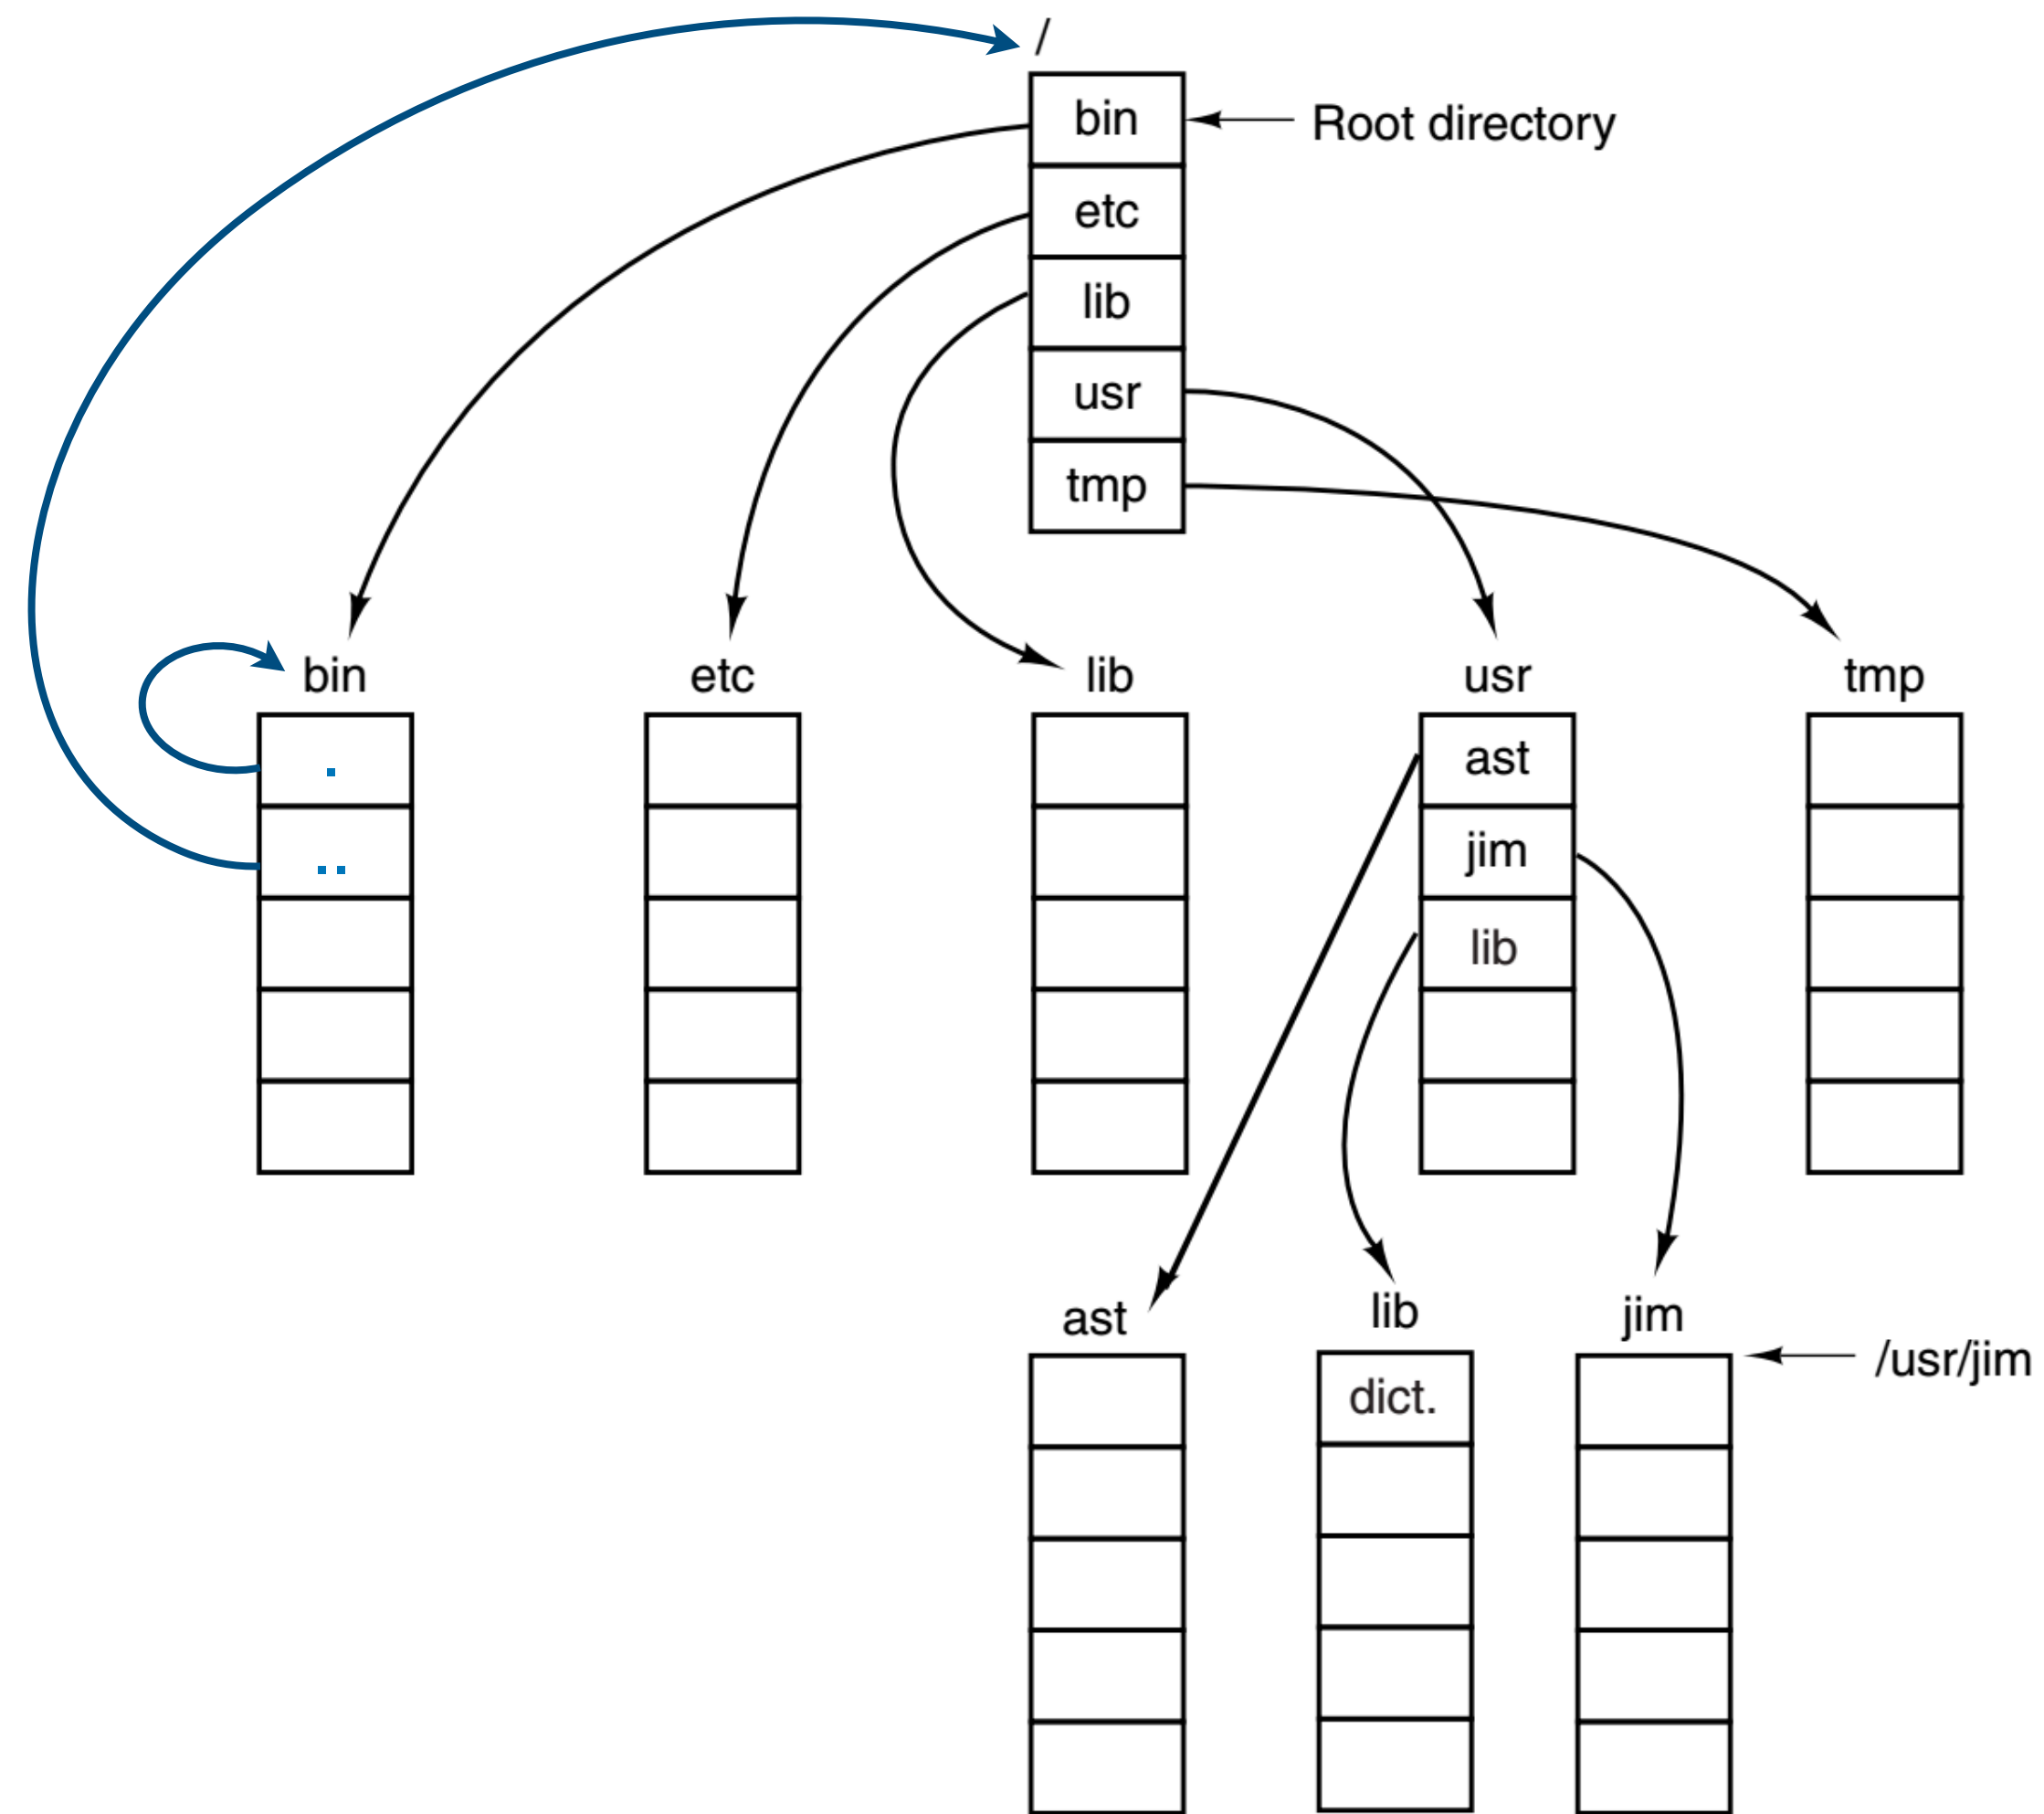 /
bin
Root directory
etc
lib
usr
tmp
bin
etc
lib
usr
tmp
.
ast
..
jim
lib
ast
lib
jim
/usr/jim
dict.